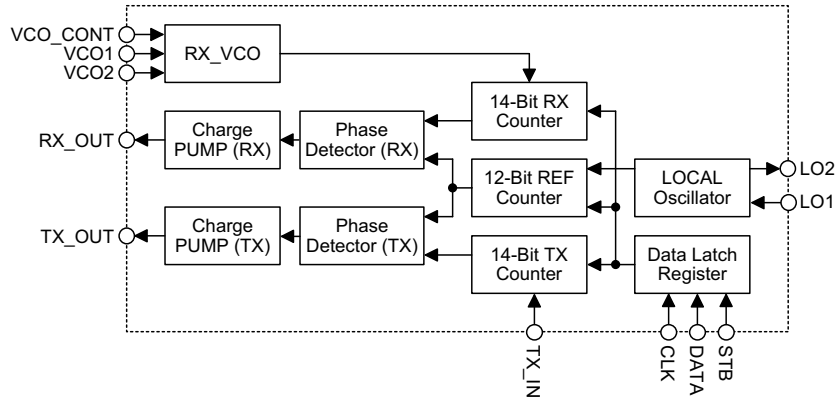 VCO_CONT
VCO1
VCO2
RX_VCO
14-Bit RX
Counter
RX_OUT
Charge
PUMP (RX)
Phase
Detector (RX)
12-Bit REF
Counter
LOCAL
Oscillator
LO2
LO1
TX_OUT
Charge
PUMP (TX)
Phase
Detector (TX)
14-Bit TX
Counter
Data Latch
Register
TX_IN
CLK
DATA
STB